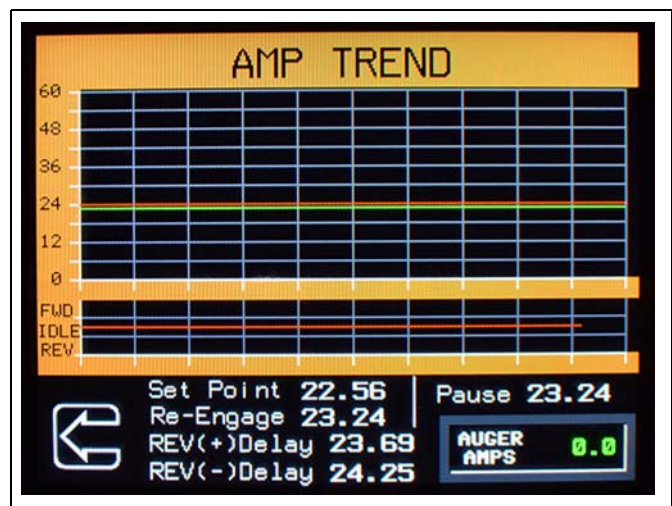 AMP TREND
60
48
36
24
12
0
FWD
IDLE
REV
Set Point 22.56
Re-Engage 23.24
REV(+)Delay 23.69
REV(-)Delay 24.25
Pause 23.24
AUGER AMPS 0.0